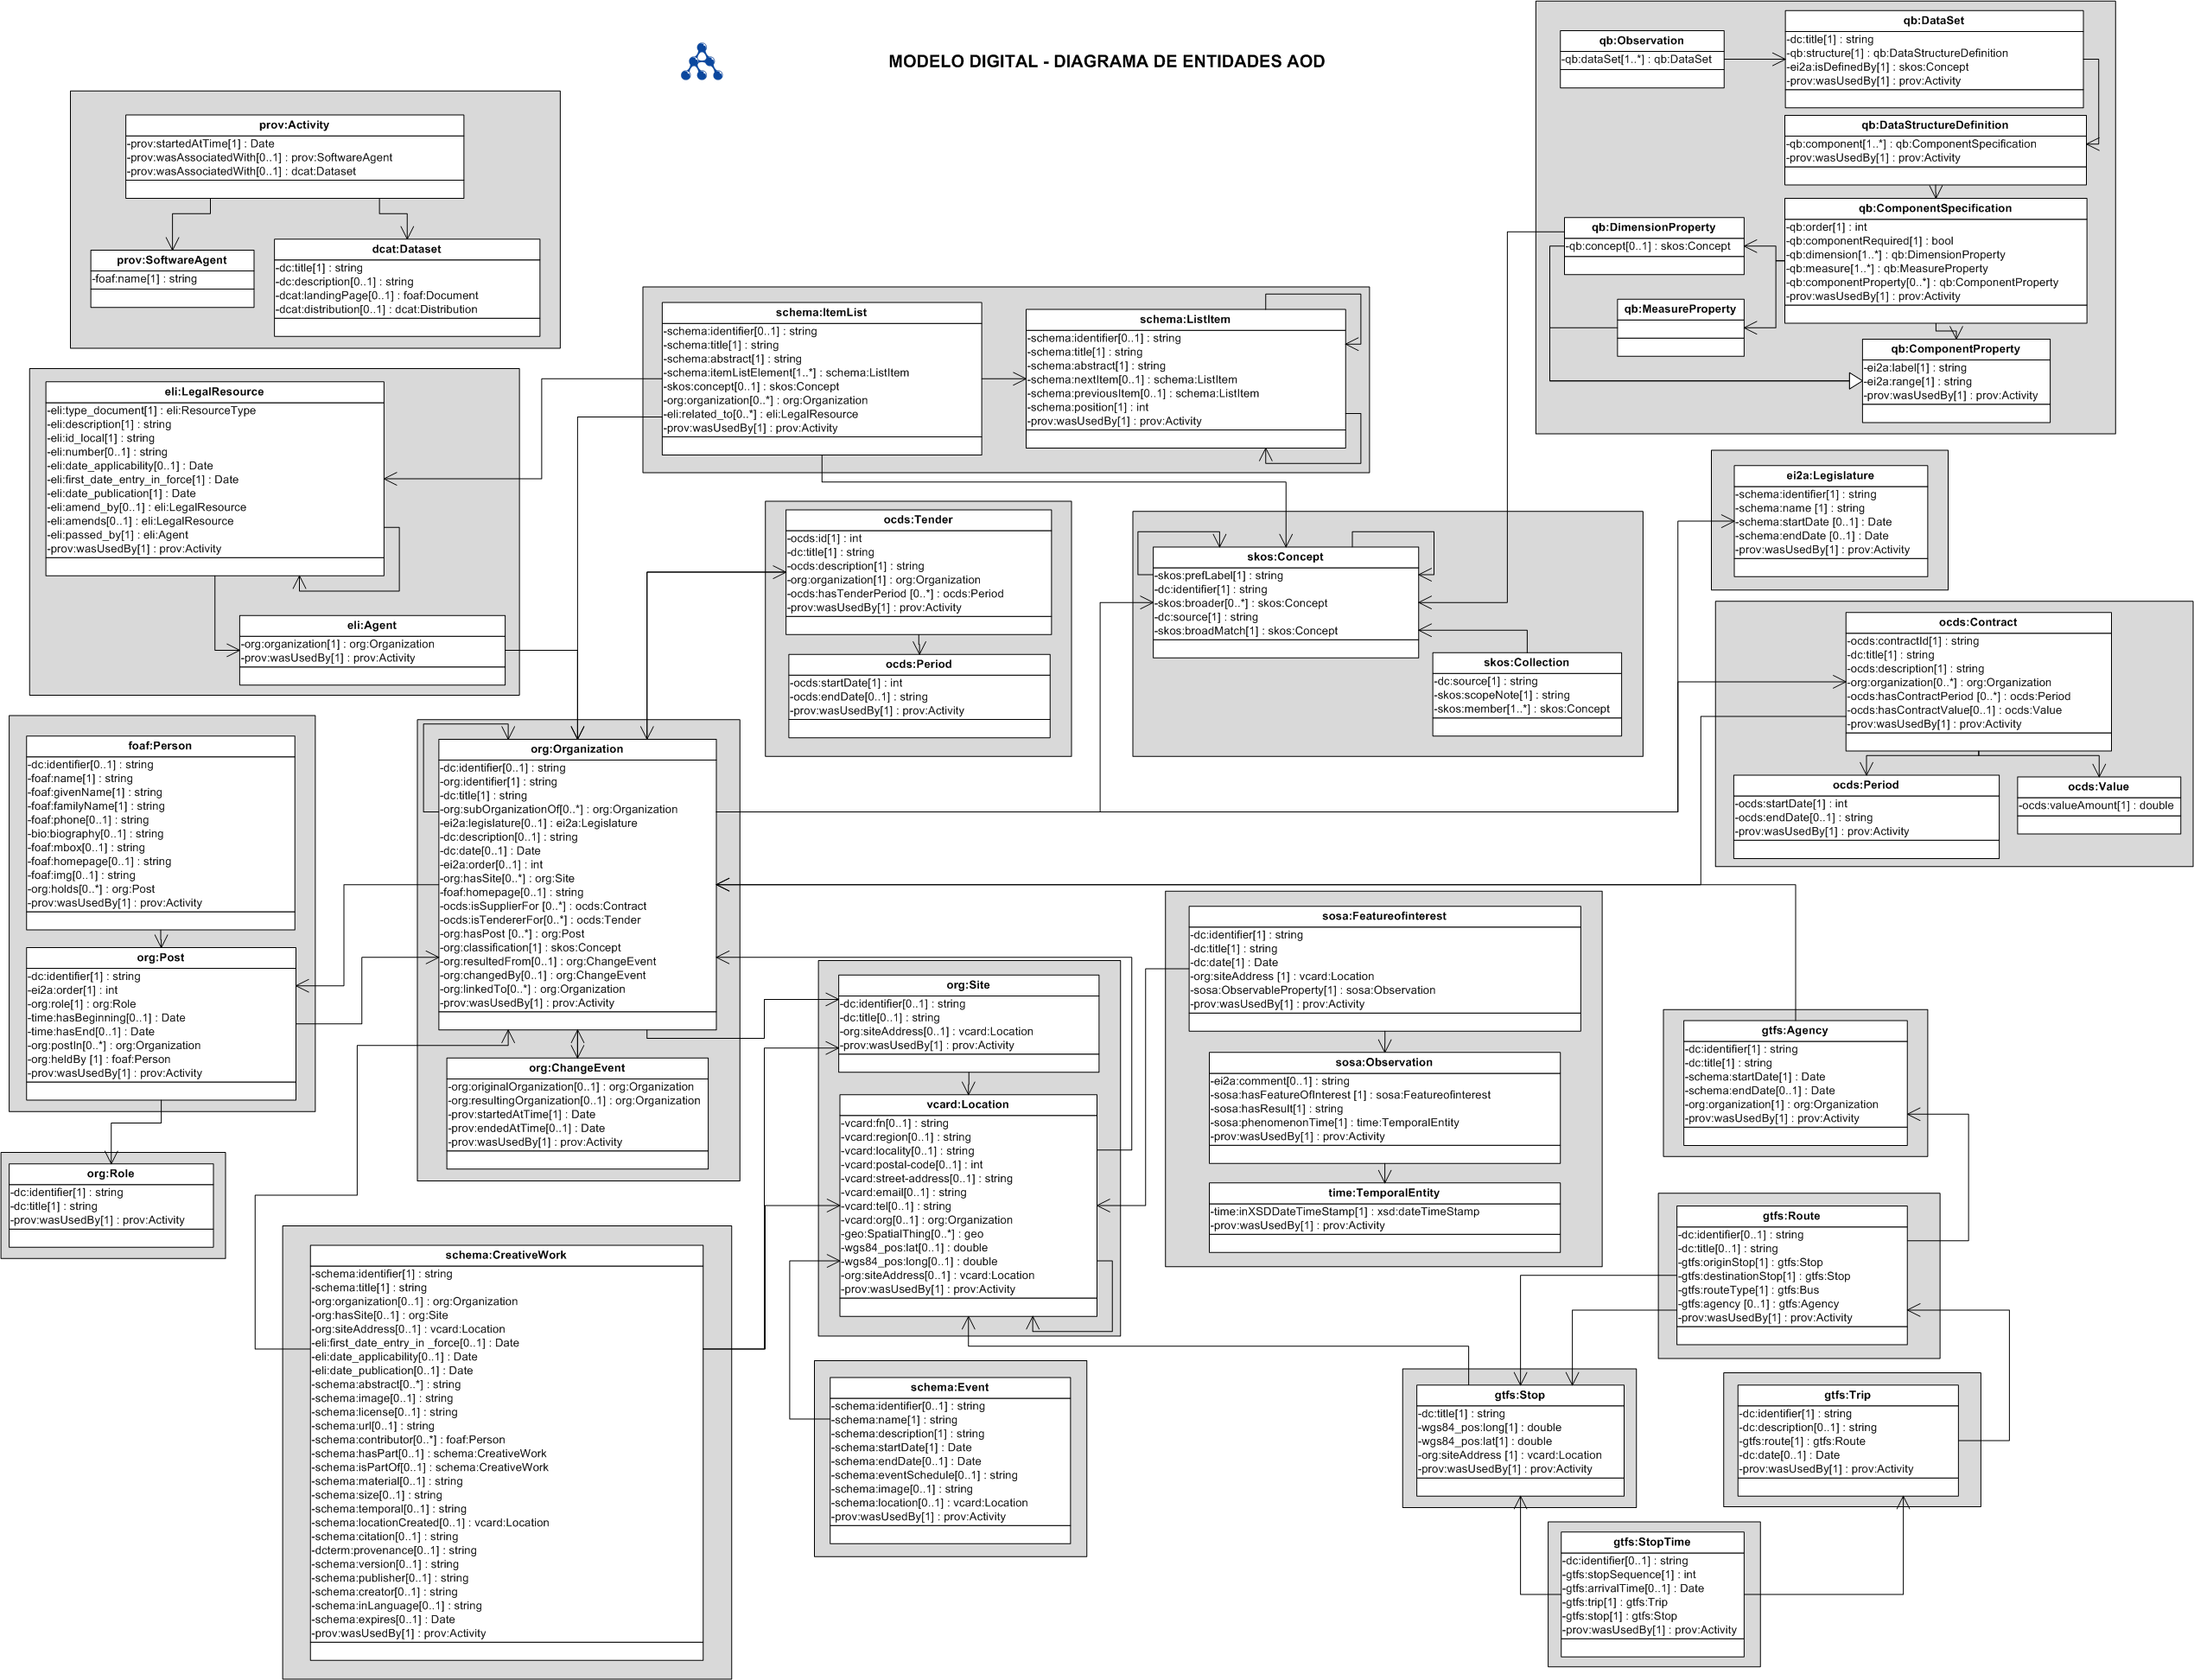 MODELO DIGITAL - DIAGRAMA DE ENTIDADES AOD
prov:Activity
-prov:startedAtTime[1] : Date
-prov:wasAssociatedWith[0..1] : prov:SoftwareAgent
-prov:wasAssociatedWith[0..1] : dcat:Dataset
prov:SoftwareAgent
-foaf:name[1] : string
dcat:Dataset
-dc:title[1] : string
-dc:description[0..1] : string
-dcat:landingPage[0..1] : foaf:Document
-dcat:distribution[0..1] : dcat:Distribution
qb:Observation
-qb:dataSet[1..*] : qb:DataSet
qb:DataSet
-dc:title[1] : string
-qb:structure[1] : qb:DataStructureDefinition
-ei2a:isDefinedBy[1] : skos:Concept
-prov:wasUsedBy[1] : prov:Activity
qb:DataStructureDefinition
-qb:component[1..*] : qb:ComponentSpecification
-prov:wasUsedBy[1] : prov:Activity
qb:ComponentSpecification
-qb:order[1] : int
-qb:componentRequired[1] : bool
-qb:dimension[1..*] : qb:DimensionProperty
-qb:measure[1..*] : qb:MeasureProperty
-qb:componentProperty[0..*] : qb:ComponentProperty
-prov:wasUsedBy[1] : prov:Activity
qb:DimensionProperty
-qb:concept[0..1] : skos:Concept
qb:MeasureProperty
qb:ComponentProperty
-ei2a:label[1] : string
-ei2a:range[1] : string
-prov:wasUsedBy[1] : prov:Activity
schema:ItemList
-schema:identifier[0..1] : string
-schema:title[1] : string
-schema:abstract[1] : string
-schema:itemListElement[1..*] : schema:ListItem
-skos:concept[0..1] : skos:Concept
-org:organization[0..*] : org:Organization
-eli:related_to[0..*] : eli:LegalResource
-prov:wasUsedBy[1] : prov:Activity
schema:ListItem
-schema:identifier[0..1] : string
-schema:title[1] : string
-schema:abstract[1] : string
-schema:nextItem[0..1] : schema:ListItem
-schema:previousItem[0..1] : schema:ListItem
-schema:position[1] : int
-prov:wasUsedBy[1] : prov:Activity
eli:LegalResource
-eli:type_document[1] : eli:ResourceType
-eli:description[1] : string
-eli:id_local[1] : string
-eli:number[0..1] : string
-eli:date_applicability[0..1] : Date
-eli:first_date_entry_in_force[1] : Date
-eli:date_publication[1] : Date
-eli:amend_by[0..1] : eli:LegalResource
-eli:amends[0..1] : eli:LegalResource
-eli:passed_by[1] : eli:Agent
-prov:wasUsedBy[1] : prov:Activity
eli:Agent
-org:organization[1] : org:Organization
-prov:wasUsedBy[1] : prov:Activity
ocds:Tender
-ocds:id[1] : int
-dc:title[1] : string
-ocds:description[1] : string
-org:organization[1] : org:Organization
-ocds:hasTenderPeriod [0..*] : ocds:Period
-prov:wasUsedBy[1] : prov:Activity
ocds:Period
-ocds:startDate[1] : int
-ocds:endDate[0..1] : string
-prov:wasUsedBy[1] : prov:Activity
skos:Concept
-skos:prefLabel[1] : string
-dc:identifier[1] : string
-skos:broader[0..*] : skos:Concept
-dc:source[1] : string
-skos:broadMatch[1] : skos:Concept
skos:Collection
-dc:source[1] : string
-skos:scopeNote[1] : string
-skos:member[1..*] : skos:Concept
ei2a:Legislature
-schema:identifier[1] : string
-schema:name [1] : string
-schema:startDate [0..1] : Date
-schema:endDate [0..1] : Date
-prov:wasUsedBy[1] : prov:Activity
ocds:Contract
-ocds:contractId[1] : string
-dc:title[1] : string
-ocds:description[1] : string
-org:organization[0..*] : org:Organization
-ocds:hasContractPeriod [0..*] : ocds:Period
-ocds:hasContractValue[0..1] : ocds:Value
-prov:wasUsedBy[1] : prov:Activity
ocds:Period
-ocds:startDate[1] : int
-ocds:endDate[0..1] : string
-prov:wasUsedBy[1] : prov:Activity
ocds:Value
-ocds:valueAmount[1] : double
foaf:Person
-dc:identifier[0..1] : string
-foaf:name[1] : string
-foaf:givenName[1] : string
-foaf:familyName[1] : string
-foaf:phone[0..1] : string
-bio:biography[0..1] : string
-foaf:mbox[0..1] : string
-foaf:homepage[0..1] : string
-foaf:img[0..1] : string
-org:holds[0..*] : org:Post
-prov:wasUsedBy[1] : prov:Activity
org:Post
-dc:identifier[1] : string
-ei2a:order[1] : int
-org:role[1] : org:Role
-time:hasBeginning[0..1] : Date
-time:hasEnd[0..1] : Date
-org:postIn[0..*] : org:Organization
-org:heldBy [1] : foaf:Person
-prov:wasUsedBy[1] : prov:Activity
org:Role
-dc:identifier[1] : string
-dc:title[1] : string
-prov:wasUsedBy[1] : prov:Activity
org:Organization
-dc:identifier[0..1] : string
-org:identifier[1] : string
-dc:title[1] : string
-org:subOrganizationOf[0..*] : org:Organization
-ei2a:legislature[0..1] : ei2a:Legislature
-dc:description[0..1] : string
-dc:date[0..1] : Date
-ei2a:order[0..1] : int
-org:hasSite[0..*] : org:Site
-foaf:homepage[0..1] : string
-ocds:isSupplierFor [0..*] : ocds:Contract
-ocds:isTendererFor[0..*] : ocds:Tender
-org:hasPost [0..*] : org:Post
-org:classification[1] : skos:Concept
-org:resultedFrom[0..1] : org:ChangeEvent
-org:changedBy[0..1] : org:ChangeEvent
-org:linkedTo[0..*] : org:Organization
-prov:wasUsedBy[1] : prov:Activity
org:ChangeEvent
-org:originalOrganization[0..1] : org:Organization
-org:resultingOrganization[0..1] : org:Organization
-prov:startedAtTime[1] : Date
-prov:endedAtTime[0..1] : Date
-prov:wasUsedBy[1] : prov:Activity
org:Site
-dc:identifier[0..1] : string
-dc:title[0..1] : string
-org:siteAddress[0..1] : vcard:Location
-prov:wasUsedBy[1] : prov:Activity
vcard:Location
-vcard:fn[0..1] : string
-vcard:region[0..1] : string
-vcard:locality[0..1] : string
-vcard:postal-code[0..1] : int
-vcard:street-address[0..1] : string
-vcard:email[0..1] : string
-vcard:tel[0..1] : string
-vcard:org[0..1] : org:Organization
-geo:SpatialThing[0..*] : geo
-wgs84_pos:lat[0..1] : double
-wgs84_pos:long[0..1] : double
-org:siteAddress[0..1] : vcard:Location
-prov:wasUsedBy[1] : prov:Activity
sosa:Featureofinterest
-dc:identifier[1] : string
-dc:title[1] : string
-dc:date[1] : Date
-org:siteAddress [1] : vcard:Location
-sosa:ObservableProperty[1] : sosa:Observation
-prov:wasUsedBy[1] : prov:Activity
sosa:Observation
-ei2a:comment[0..1] : string
-sosa:hasFeatureOfInterest [1] : sosa:Featureofinterest
-sosa:hasResult[1] : string
-sosa:phenomenonTime[1] : time:TemporalEntity
-prov:wasUsedBy[1] : prov:Activity
time:TemporalEntity
-time:inXSDDateTimeStamp[1] : xsd:dateTimeStamp
-prov:wasUsedBy[1] : prov:Activity
gtfs:Agency
-dc:identifier[1] : string
-dc:title[1] : string
-schema:startDate[1] : Date
-schema:endDate[0..1] : Date
-org:organization[1] : org:Organization
-prov:wasUsedBy[1] : prov:Activity
gtfs:Route
-dc:identifier[0..1] : string
-dc:title[0..1] : string
-gtfs:originStop[1] : gtfs:Stop
-gtfs:destinationStop[1] : gtfs:Stop
-gtfs:routeType[1] : gtfs:Bus
-gtfs:agency [0..1] : gtfs:Agency
-prov:wasUsedBy[1] : prov:Activity
schema:CreativeWork
-schema:identifier[1] : string
-schema:title[1] : string
-org:organization[0..1] : org:Organization
-org:hasSite[0..1] : org:Site
-org:siteAddress[0..1] : vcard:Location
-eli:first_date_entry_in _force[0..1] : Date
-eli:date_applicability[0..1] : Date
-eli:date_publication[0..1] : Date
-schema:abstract[0..*] : string
-schema:image[0..1] : string
-schema:license[0..1] : string
-schema:url[0..1] : string
-schema:contributor[0..*] : foaf:Person
-schema:hasPart[0..1] : schema:CreativeWork
-schema:isPartOf[0..1] : schema:CreativeWork
-schema:material[0..1] : string
-schema:size[0..1] : string
-schema:temporal[0..1] : string
-schema:locationCreated[0..1] : vcard:Location
-schema:citation[0..1] : string
-dcterm:provenance[0..1] : string
-schema:version[0..1] : string
-schema:publisher[0..1] : string
-schema:creator[0..1] : string
-schema:inLanguage[0..1] : string
-schema:expires[0..1] : Date
-prov:wasUsedBy[1] : prov:Activity
schema:Event
-schema:identifier[0..1] : string
-schema:name[1] : string
-schema:description[1] : string
-schema:startDate[1] : Date
-schema:endDate[0..1] : Date
-schema:eventSchedule[0..1] : string
-schema:image[0..1] : string
-schema:location[0..1] : vcard:Location
-prov:wasUsedBy[1] : prov:Activity
gtfs:Stop
-dc:title[1] : string
-wgs84_pos:long[1] : double
-wgs84_pos:lat[1] : double
-org:siteAddress [1] : vcard:Location
-prov:wasUsedBy[1] : prov:Activity
gtfs:Trip
-dc:identifier[1] : string
-dc:description[0..1] : string
-gtfs:route[1] : gtfs:Route
-dc:date[0..1] : Date
-prov:wasUsedBy[1] : prov:Activity
gtfs:StopTime
-dc:identifier[0..1] : string
-gtfs:stopSequence[1] : int
-gtfs:arrivalTime[0..1] : Date
-gtfs:trip[1] : gtfs:Trip
-gtfs:stop[1] : gtfs:Stop
-prov:wasUsedBy[1] : prov:Activity